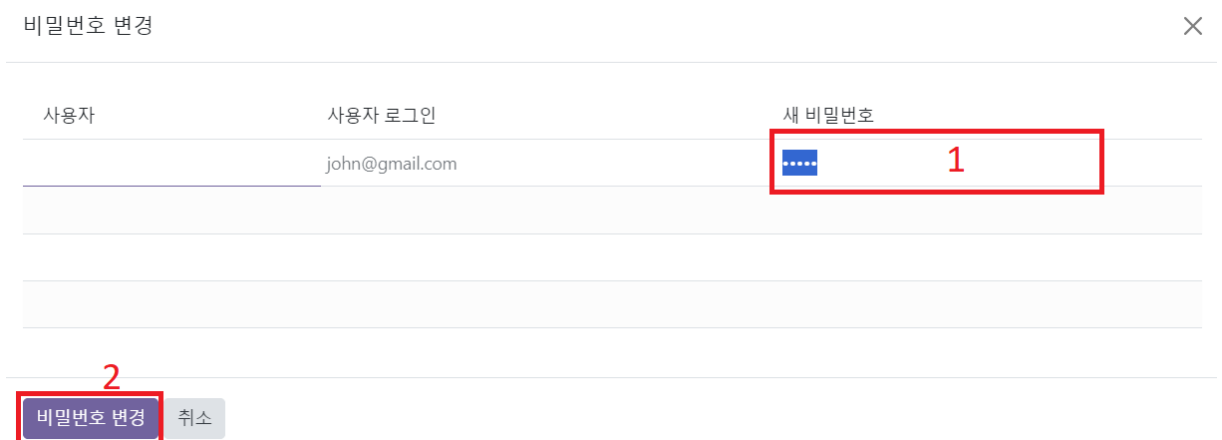 비밀번호 변경
사용자 사용자 로그인 새 비밀번호
john@gmail.com ••••• 1
2
비밀번호 변경 취소